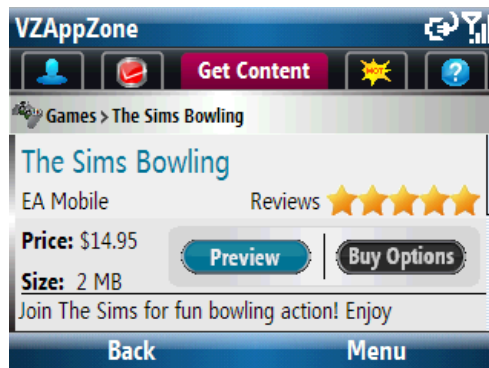 VZAppZone
Get Content
HOT
?
Games > The Sims Bowling
The Sims Bowling
EA Mobile
Reviews
Price: $14.95
Preview
Buy Options
Size: 2 MB
Join The Sims for fun bowling action! Enjoy
Back
Menu